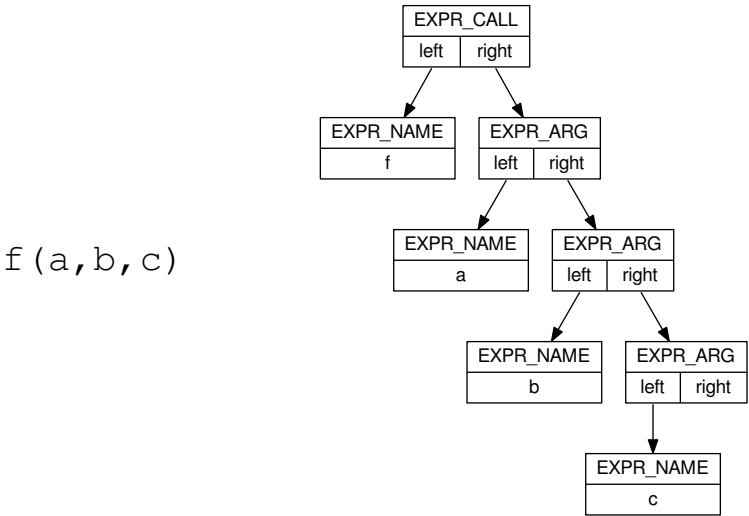 EXPR_CALL
left right
EXPR_NAME EXPR_ARG
f left right
f(a,b,c)
EXPR_NAME EXPR_ARG
a left right
EXPR_NAME EXPR_ARG
b left right
EXPR_NAME
c